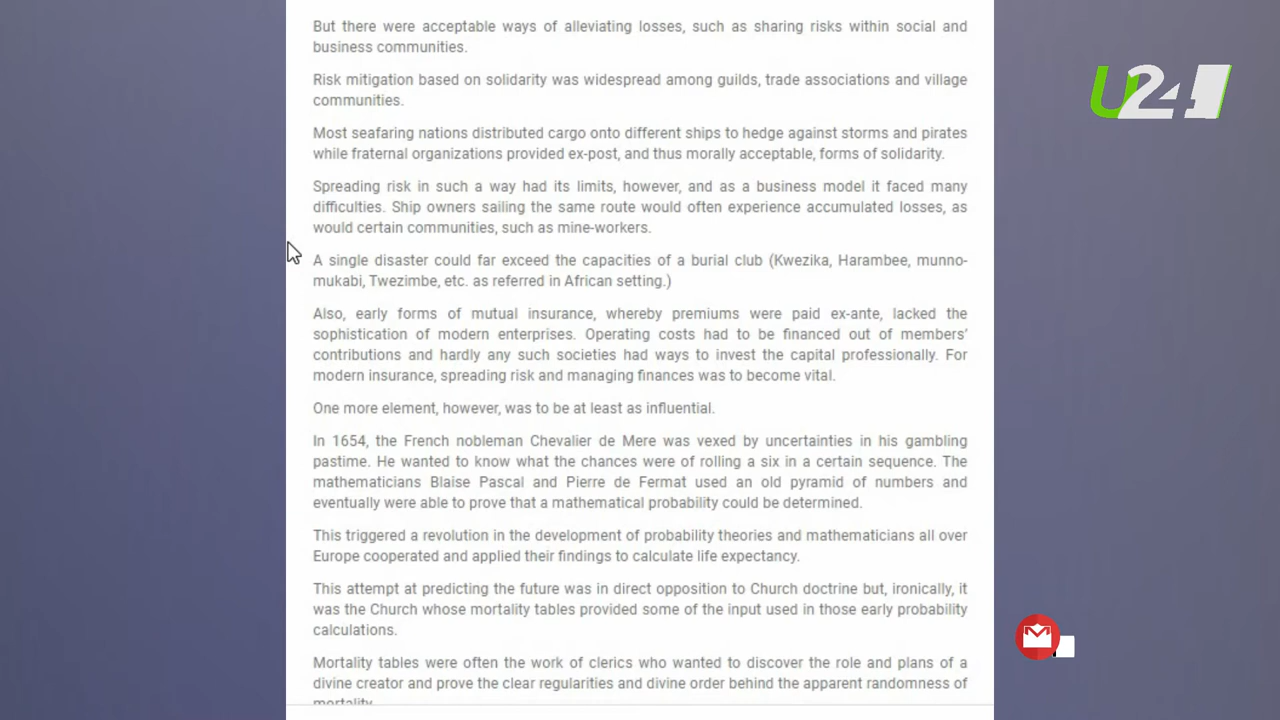 But there were acceptable ways of alleviating losses, such as sharing risks within social and
business communities.
Risk mitigation based on solidarity was widespread among guilds, trade associations and village
communities.
Most seafaring nations distributed cargo onto different ships to hedge against storms and pirates
while fraternal organizations provided ex-post, and thus morally acceptable, forms of solidarity.
Spreading risk in such a way had its limits, however, and as a business model it faced many
difficulties. Ship owners sailing the same route would often experience accumulated losses, as
would certain communities, such as mine-workers.
A single disaster could far exceed the capacities of a burial club (Kwezika, Harambee, munno-
mukabi, Twezimbe, etc. as referred in African setting.)
Also, early forms of mutual insurance, whereby premiums were paid ex-ante, lacked the
sophistication of modern enterprises. Operating costs had to be financed out of members'
contributions and hardly any such societies had ways to invest the capital professionally. For
modern insurance, spreading risk and managing finances was to become vital.
One more element, however, was to be at least as influential.
In 1654, the French nobleman Chevalier de Mere was vexed by uncertainties in his gambling
pastime. He wanted to know what the chances were of rolling a six in a certain sequence. The
mathematicians Blaise Pascal and Pierre de Fermat used an old pyramid of numbers and
eventually were able to prove that a mathematical probability could be determined.
This triggered a revolution in the development of probability theories and mathematicians all over
Europe cooperated and applied their findings to calculate life expectancy.
This attempt at predicting the future was in direct opposition to Church doctrine but, ironically, it
was the Church whose mortality tables provided some of the input used in those early probability
calculations.
Mortality tables were often the work of clerics who wanted to discover the role and plans of a
divine creator and prove the clear regularities and divine order behind the apparent randomness of
mortality.
U24